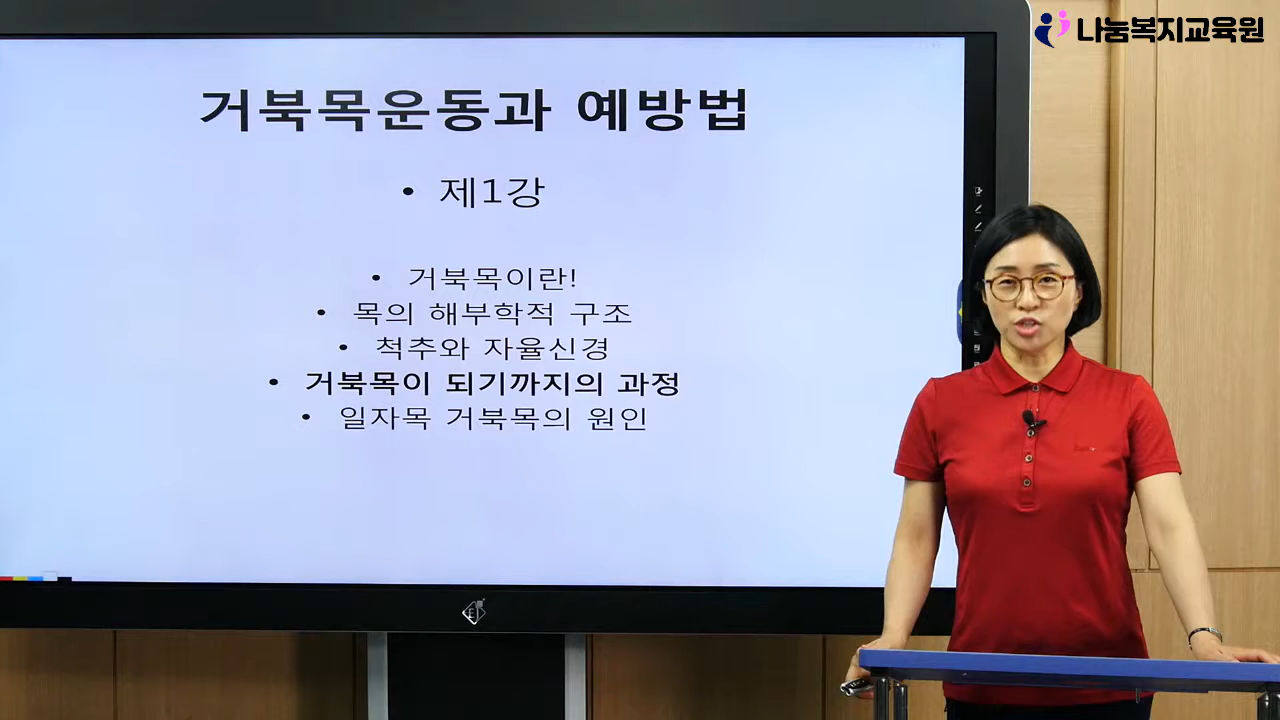 나눔복지교육원
거북목운동과 예방법
• 제1강
• 거북목이란!
• 목의 해부학적 구조
• 척추와 자율신경
• 거북목이 되기까지의 과정
• 일자목 거북목의 원인